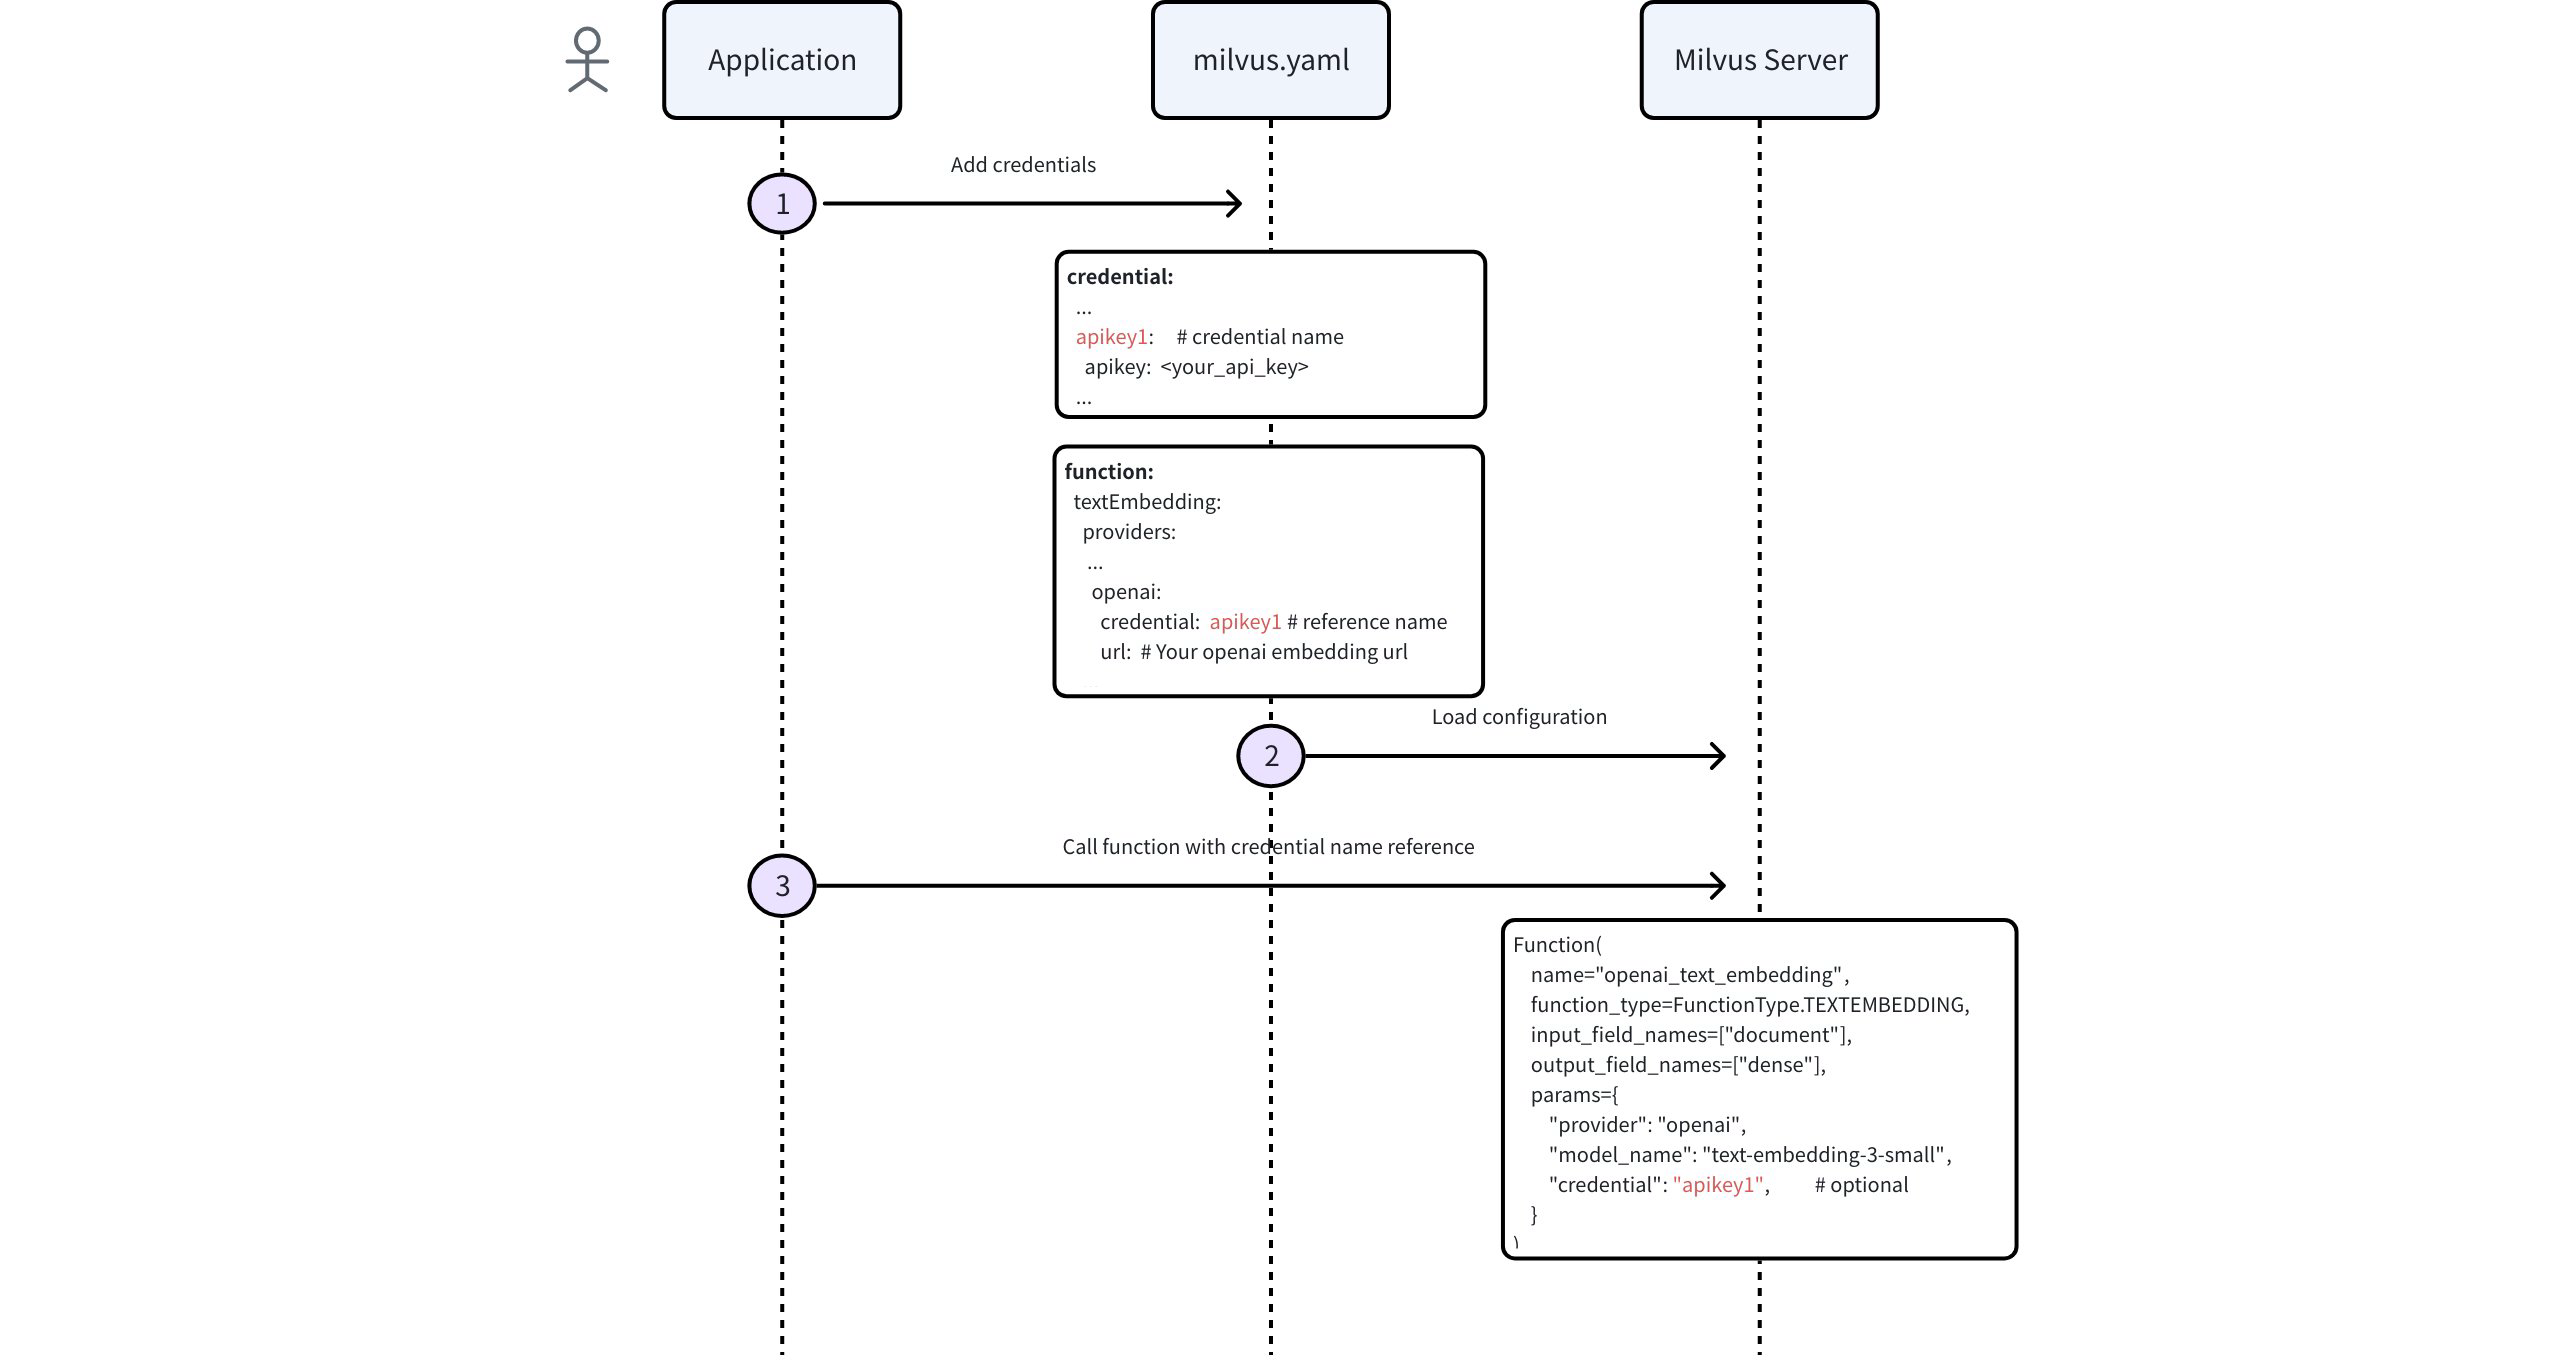 Application
milvus.yaml
Milvus Server
Add credentials
1
credential:
...
apikey1:    # credential name
apikey:  <your_api_key>
...
function:
textEmbedding:
providers:
...
openai:
credential:  apikey1 # reference name
url:  # Your openai embedding url
Load configuration
2
Call function with credential name reference
3
Function(
name="openai_text_embedding",
function_type=FunctionType.TEXTEMBEDDING,
input_field_names=["document"],
output_field_names=["dense"],
params={
"provider": "openai",
"model_name": "text-embedding-3-small",
"credential": "apikey1",        # optional
}
)